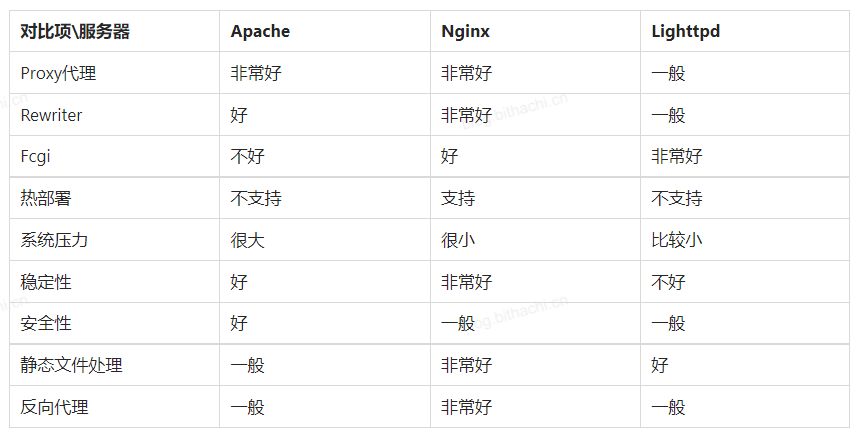 对比项\服务器 Apache Nginx Lighttpd
Proxy代理 非常好 非常好 一般
Rewriter 好 非常好 一般
Fcgi 不好 好 非常好
热部署 不支持 支持 不支持
系统压力 很大 很小 比较小
稳定性 好 非常好 不好
安全性 好 一般 一般
静态文件处理 一般 非常好 好
反向代理 一般 非常好 一般